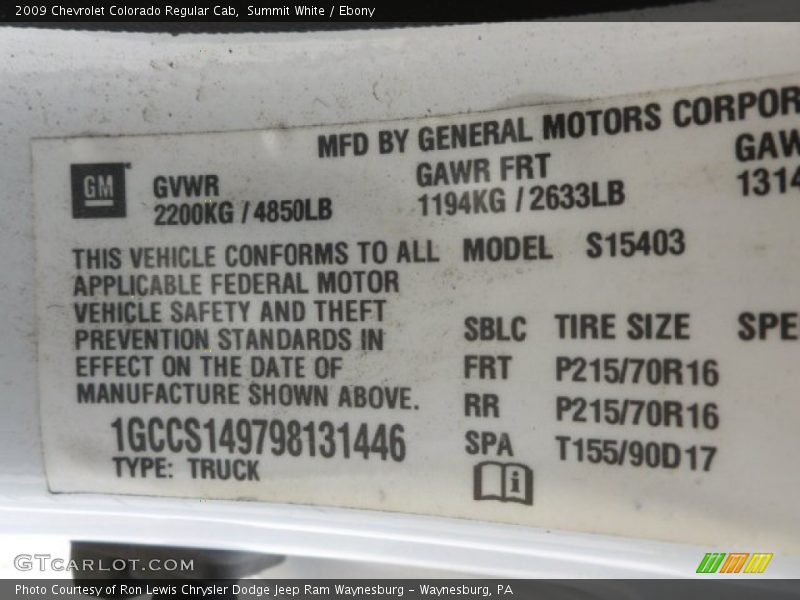 2009 Chevrolet Colorado Regular Cab, Summit White / Ebony
MFD BY GENERAL MOTORS CORPOR
GM
GVWR
2200KG / 4850LB
GAWR FRT
1194KG / 2633LB
GAW
1314
THIS VEHICLE CONFORMS TO ALL
APPLICABLE FEDERAL MOTOR
VEHICLE SAFETY AND THEFT
PREVENTION STANDARDS IN
EFFECT ON THE DATE OF
MANUFACTURE SHOWN ABOVE.
1GCCS149798131446
TYPE: TRUCK
MODEL S15403
SBLC TIRE SIZE SPE
FRT P215/70R16
RR P215/70R16
SPA T155/90D17
i
GTCARLOT.COM
Photo Courtesy of Ron Lewis Chrysler Dodge Jeep Ram Waynesburg - Waynesburg, PA